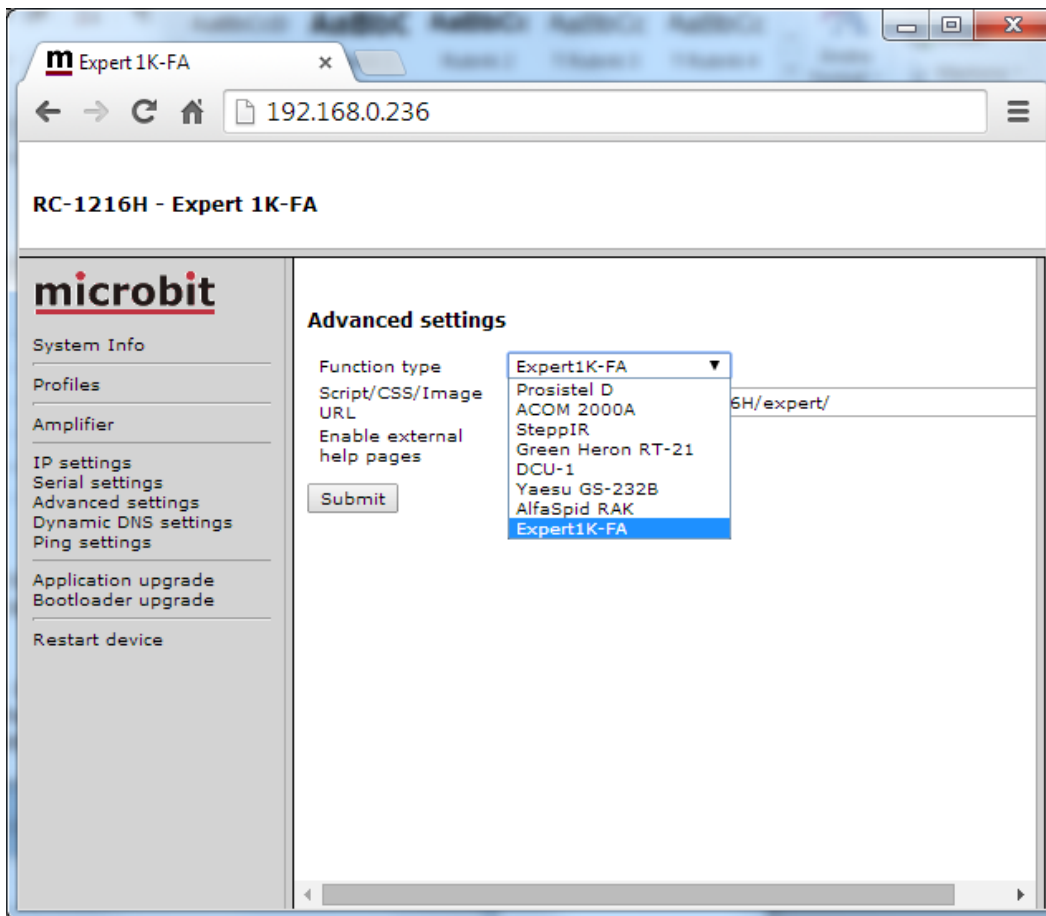 Expert 1K-FA
192.168.0.236
RC-1216H - Expert 1K-FA
microbit
System Info
Profiles
Amplifier
IP settings
Serial settings
Advanced settings
Dynamic DNS settings
Ping settings
Application upgrade
Bootloader upgrade
Restart device
Advanced settings
Function type
Expert1K-FA
Script/CSS/Image
URL
6H/expert/
Enable external
help pages
Prosistel D
ACOM 2000A
SteppIR
Green Heron RT-21
DCU-1
Yaesu GS-232B
AlfaSpid RAK
Expert1K-FA
Submit